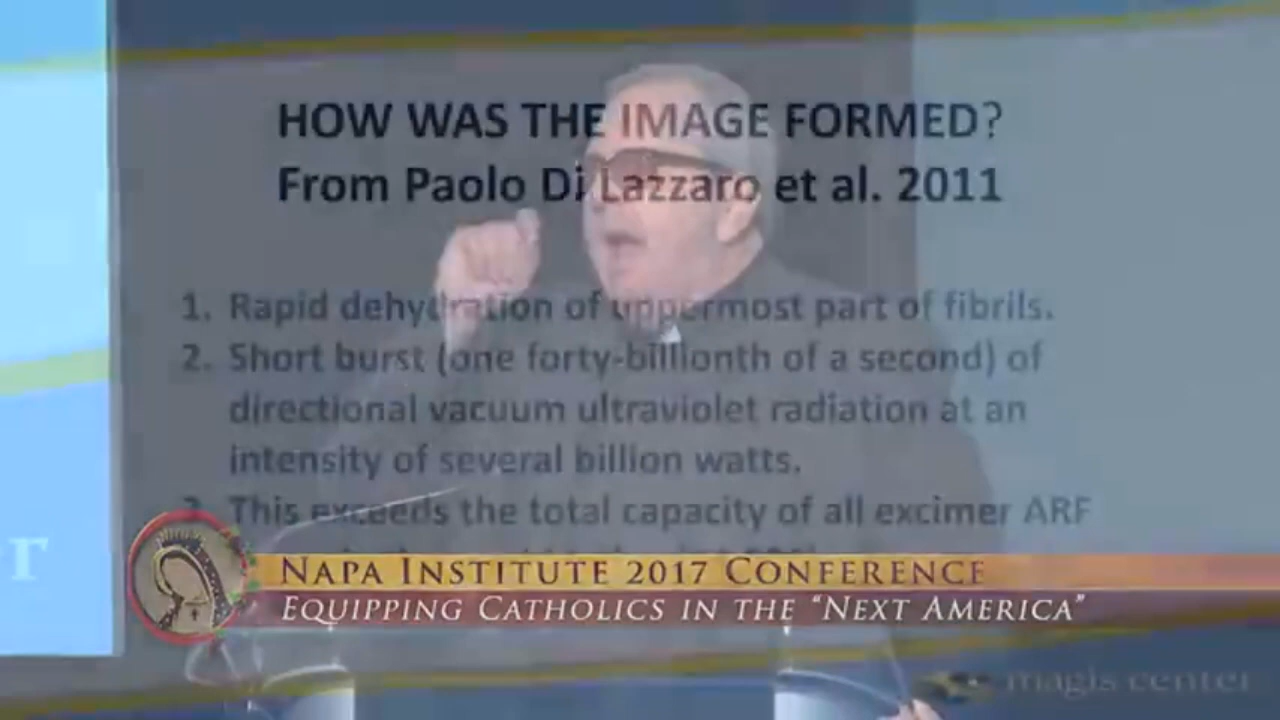 HOW WAS THE IMAGE FORMED?
From Paolo Di Lazzaro et al. 2011
1. Rapid dehydration of uppermost part of fibrils.
2. Short burst (one forty-billionth of a second) of
directional vacuum ultraviolet radiation at an
intensity of several billion watts.
3. This exceeds the total capacity of all excimer ARF
r
NAPA INSTITUTE 2017 CONFERENCE
EQUIPPING CATHOLICS IN THE "NEXT AMERICA"
magis center